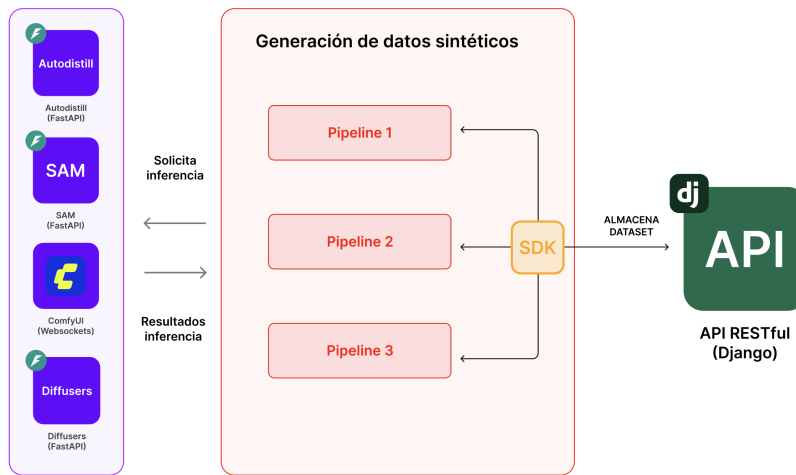 Autodistill
Autodistill
(FastAPI)
SAM
SAM
(FastAPI)
ComfyUI
(Websockets)
Diffusers
Diffusers
(FastAPI)
Solicita
inferencia
Resultados
inferencia
Generación de datos sintéticos
Pipeline 1
Pipeline 2
Pipeline 3
SDK
ALMACENA
DATASET
dj
API
API RESTful
(Django)